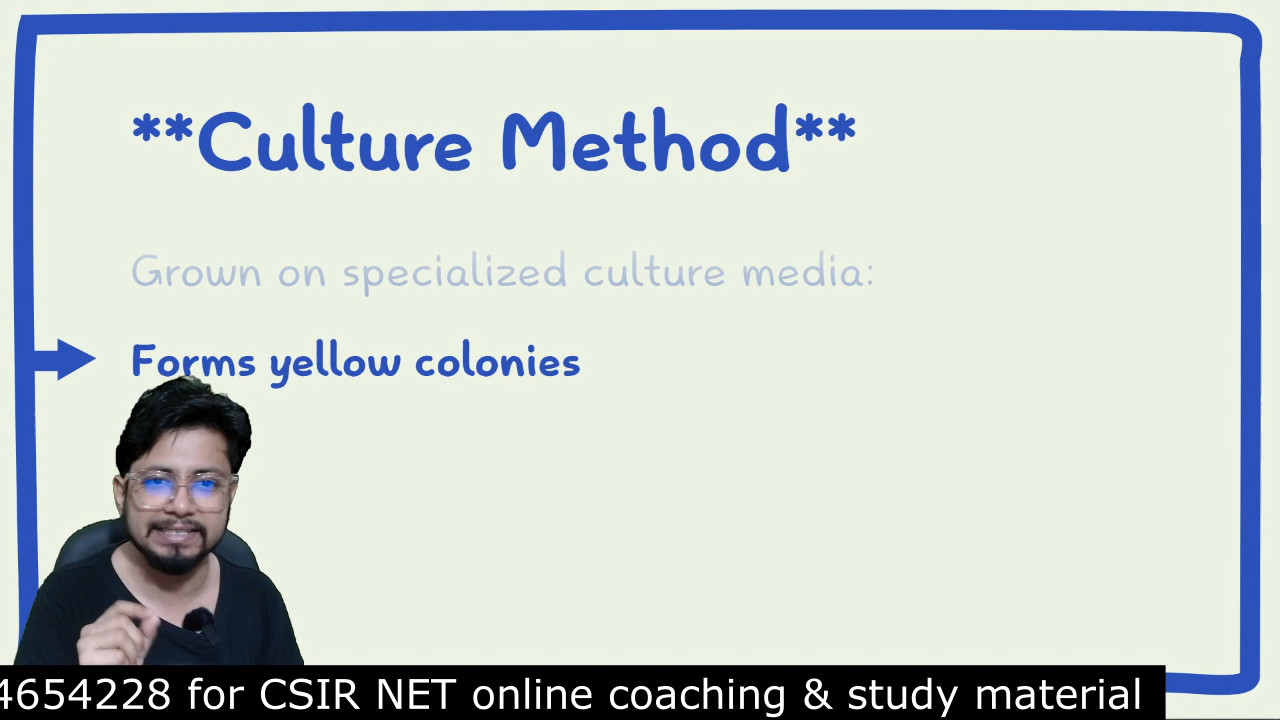 **Culture Method**
Grown on specialized culture media:
Forms yellow colonies
4654228 for CSIR NET online coaching & study material